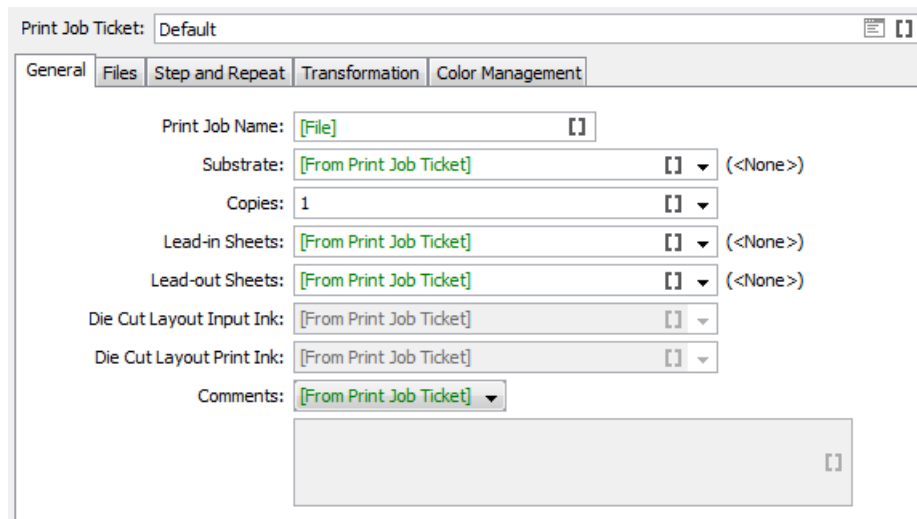 Print Job Ticket: Default
General Files Step and Repeat Transformation Color Management
Print Job Name: [File]
Substrate: [From Print Job Ticket] (<None>)
Copies: 1
Lead-in Sheets: [From Print Job Ticket] (<None>)
Lead-out Sheets: [From Print Job Ticket] (<None>)
Die Cut Layout Input Ink: [From Print Job Ticket]
Die Cut Layout Print Ink: [From Print Job Ticket]
Comments: [From Print Job Ticket]